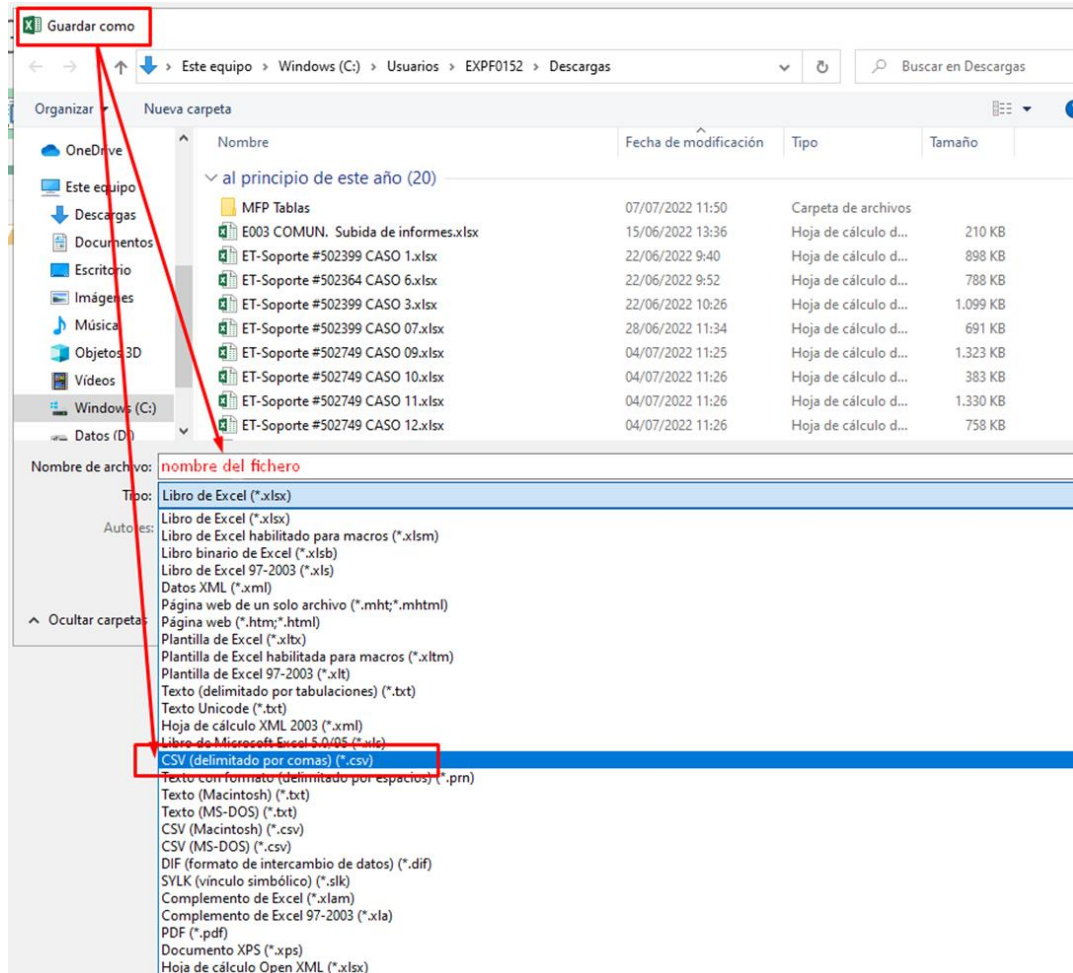 Guardar como
Este equipo > Windows (C:) > Usuarios > EXPF0152 > Descargas
Buscar en Descargas
Organizar
Nueva carpeta
Nombre Fecha de modificación Tipo Tamaño
OneDrive
Este equipo
Descargas
Documentos
Escritorio
Imágenes
Música
Objetos 3D
Vídeos
Windows (C:)
Datos (D:)
al principio de este año (20)
MFP Tablas 07/07/2022 11:50 Carpeta de archivos
E003 COMUN. Subida de informes.xlsx 15/06/2022 13:36 Hoja de cálculo d... 210 KB
ET-Soporte #502399 CASO 1.xlsx 22/06/2022 9:40 Hoja de cálculo d... 898 KB
ET-Soporte #502364 CASO 6.xlsx 22/06/2022 9:52 Hoja de cálculo d... 788 KB
ET-Soporte #502399 CASO 3.xlsx 22/06/2022 10:26 Hoja de cálculo d... 1.099 KB
ET-Soporte #502399 CASO 07.xlsx 28/06/2022 11:34 Hoja de cálculo d... 691 KB
ET-Soporte #502749 CASO 09.xlsx 04/07/2022 11:25 Hoja de cálculo d... 1.323 KB
ET-Soporte #502749 CASO 10.xlsx 04/07/2022 11:26 Hoja de cálculo d... 383 KB
ET-Soporte #502749 CASO 11.xlsx 04/07/2022 11:26 Hoja de cálculo d... 1.330 KB
ET-Soporte #502749 CASO 12.xlsx 04/07/2022 11:26 Hoja de cálculo d... 758 KB
Nombre de archivo: nombre del fichero
Tipo: Libro de Excel (*.xlsx)
Autores:
Ocultar carpetas
Libro de Excel (*.xlsx)
Libro de Excel habilitado para macros (*.xlsm)
Libro binario de Excel (*.xlsb)
Libro de Excel 97-2003 (*.xls)
Datos XML (*.xml)
Página web de un solo archivo (*.mht;*.mhtml)
Página web (*.htm;*.html)
Plantilla de Excel (*.xltx)
Plantilla de Excel habilitada para macros (*.xltm)
Plantilla de Excel 97-2003 (*.xlt)
Texto (delimitado por tabulaciones) (*.txt)
Texto Unicode (*.txt)
Hoja de cálculo XML 2003 (*.xml)
Libro de Microsoft Excel 5.0/95 (*.xls)
CSV (delimitado por comas) (*.csv)
Texto con formato (delimitado por espacios) (*.prn)
Texto (Macintosh) (*.txt)
Texto (MS-DOS) (*.txt)
CSV (Macintosh) (*.csv)
CSV (MS-DOS) (*.csv)
DIF (formato de intercambio de datos) (*.dif)
SYLK (vínculo simbólico) (*.slk)
Complemento de Excel (*.xlam)
Complemento de Excel 97-2003 (*.xla)
PDF (*.pdf)
Documento XPS (*.xps)
Hoja de cálculo Open XML (*.xlsx)